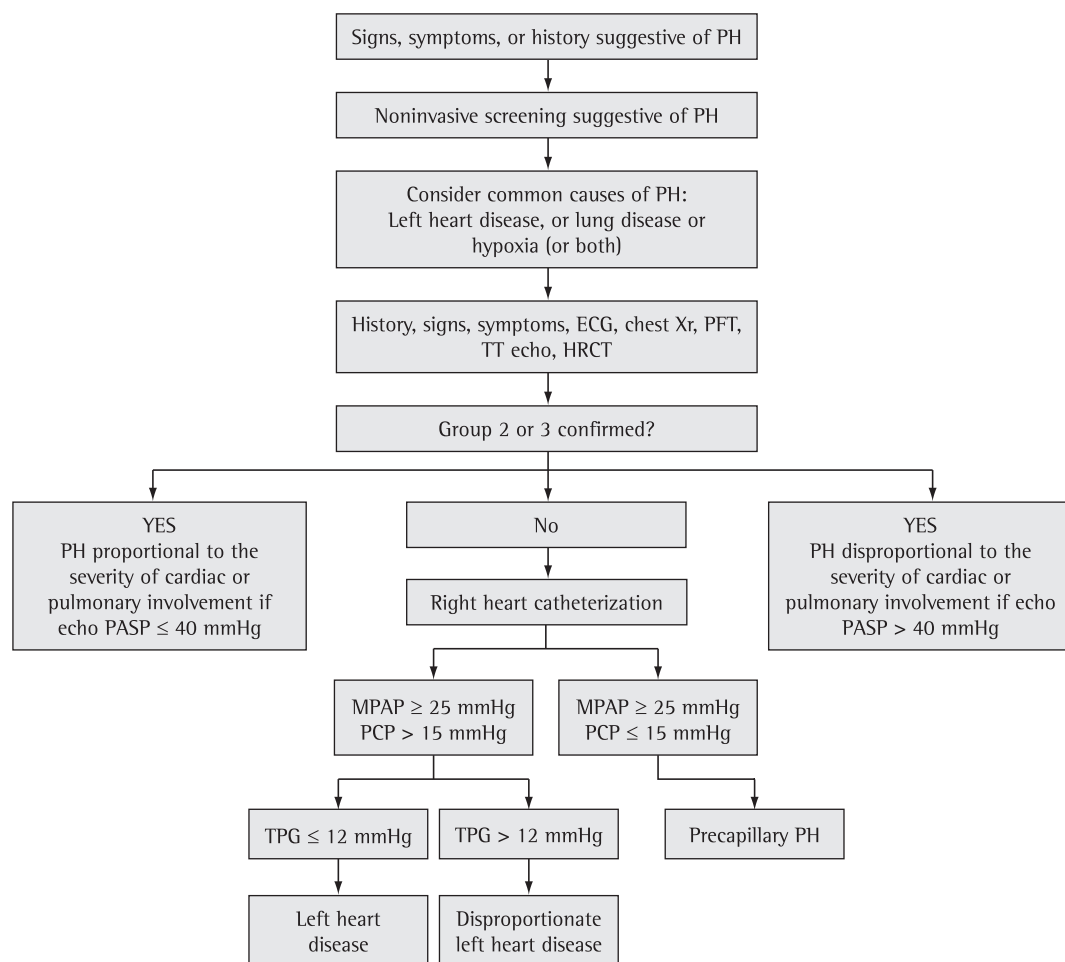 Signs, symptoms, or history suggestive of PH
Noninvasive screening suggestive of PH
Consider common causes of PH:
Left heart disease, or lung disease or
hypoxia (or both)
History, signs, symptoms, ECG, chest Xr, PFT,
TT echo, HRCT
Group 2 or 3 confirmed?
YES
PH proportional to the
severity of cardiac or
pulmonary involvement if
echo PASP ≤ 40 mmHg
No
YES
PH disproportional to the
severity of cardiac or
pulmonary involvement if echo
PASP > 40 mmHg
Right heart catheterization
MPAP ≥ 25 mmHg
PCP > 15 mmHg
MPAP ≥ 25 mmHg
PCP ≤ 15 mmHg
TPG ≤ 12 mmHg
TPG > 12 mmHg
Precapillary PH
Left heart
disease
Disproportionate
left heart disease